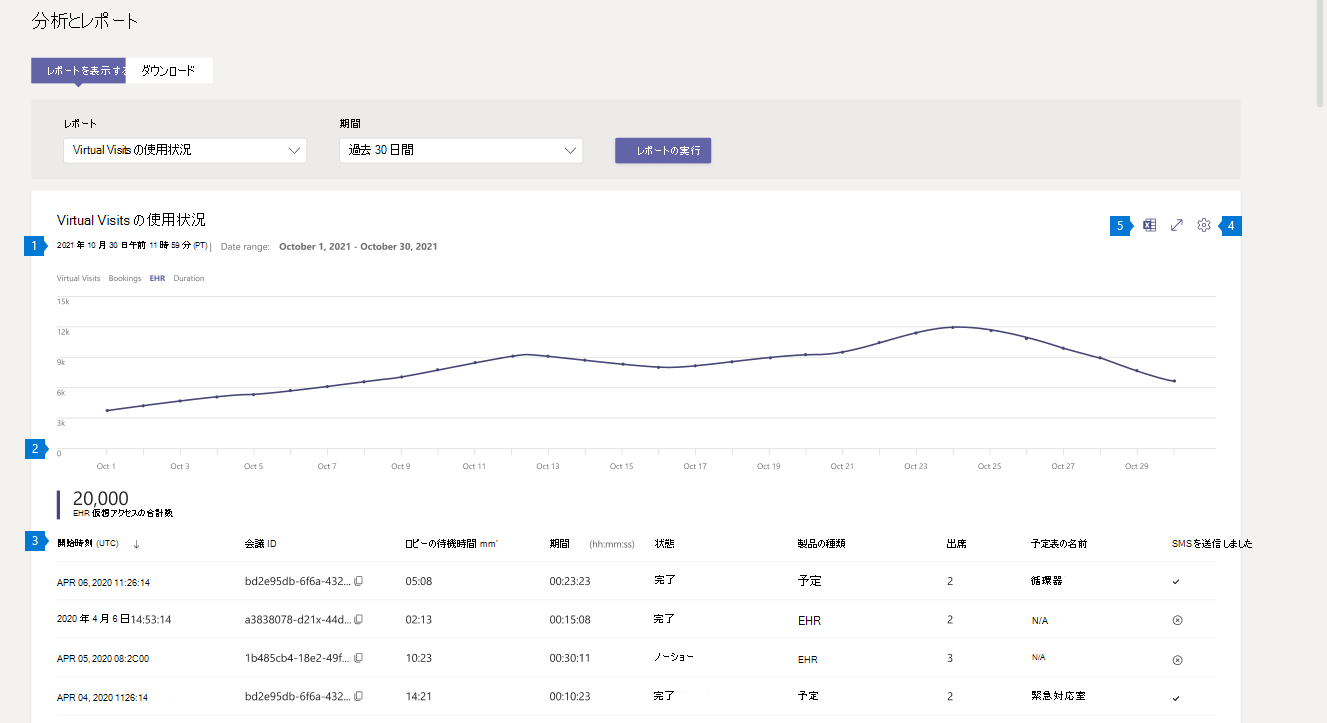 分析とレポート
レポートを表示する ダウンロード
レポート 期間
Virtual Visits の使用状況 過去 30 日間 レポートの実行
Virtual Visits の使用状況
5 4
1 2021 年 10 月 30 日午前 11 時 59 分 (PT) | Date range: October 1, 2021 - October 30, 2021
Virtual Visits Bookings EHR Duration
15k
12k
9k
6k
3k
2 0
Oct 1 Oct 3 Oct 5 Oct 7 Oct 9 Oct 11 Oct 13 Oct 15 Oct 17 Oct 19 Oct 21 Oct 23 Oct 25 Oct 27 Oct 29
20,000
EHR 仮想アクセスの合計数
3 開始時刻 (UTC) ↓ 会議 ID ロビーの待機時間 mm' 期間 (hh:mm:ss) 状態 製品の種類 出席 予定表の名前 SMSを送信しました
APR 06, 2020 11:26:14 bd2e95db-6f6a-432... 05:08 00:23:23 完了 予定 2 循環器
2020 年 4 月 6 日14:53:14 a3838078-d21x-44d... 02:13 00:15:08 完了 EHR 2 N/A
APR 05, 2020 08:2C00 1b485cb4-18e2-49f... 10:23 00:30:11 ノーショー EHR 3 N/A
APR 04, 2020 1126:14 bd2e95db-6f6a-432... 14:21 00:10:23 完了 予定 2 緊急対応室